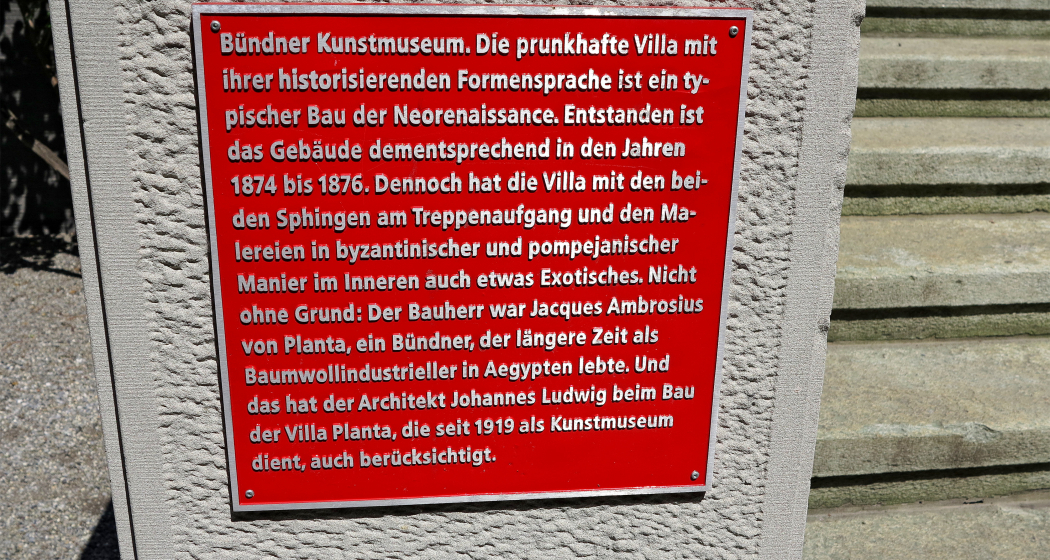 Bündner Kunstmuseum. Die prunkhafte Villa mit
ihrer historisierenden Formensprache ist ein ty-
pischer Bau der Neorenaissance. Entstanden ist
das Gebäude dementsprechend in den Jahren
1874 bis 1876. Dennoch hat die Villa mit den bei-
den Sphingen am Treppenaufgang und den Ma-
lereien in byzantinischer und pompejanischer
Manier im Inneren auch etwas Exotisches. Nicht
ohne Grund: Der Bauherr war Jacques Ambrosius
von Planta, ein Bündner, der längere Zeit als
Baumwollindustrieller in Aegypten lebte. Und
das hat der Architekt Johannes Ludwig beim Bau
der Villa Planta, die seit 1919 als Kunstmuseum
dient, auch berücksichtigt.